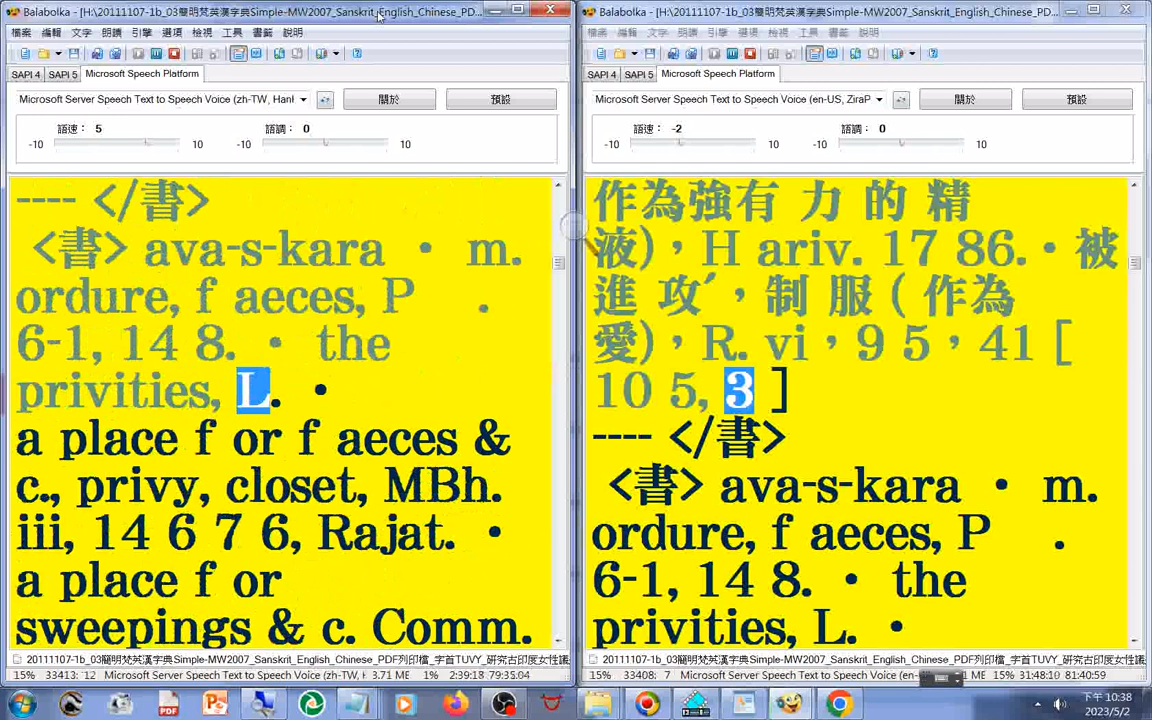 Balabolka - [H:\20111107-1b_03簡明梵英漢字典Simple-MW2007_Sanskrit_English_Chinese_PD...
檔案 編輯 文字 朗讀 引擎 選項 檢視 工具 書籤 說明
SAPI 4 SAPI 5 Microsoft Speech Platform
Microsoft Server Speech Text to Speech Voice (zh-TW, Hanl 關於 預設
語速： 5 語調： 0
-10 10 -10 10
---- </書>
<書> ava-s-kara • m.
ordure, f aeces, P .
6-1, 14 8. • the
privities, L. •
a place f or f aeces &
c., privy, closet, MBh.
iii, 14 6 7 6, Rajat. •
a place f or
sweepings & c. Comm.
20111107-1b_03簡明梵英漢字典Simple-MW2007_Sanskrit_English_Chinese_PDF列印檔_字首TUVY_研究古印度女性議
15% 33413: 12 Microsoft Server Speech Text to Speech Voice (zh-TW, H 3.71 MB 1% 2:39:18 79:35:04
Balabolka - [H:\20111107-1b_03簡明梵英漢字典Simple-MW2007_Sanskrit_English_Chinese_PD...
檔案 編輯 文字 朗讀 引擎 選項 檢視 工具 書籤 說明
SAPI 4 SAPI 5 Microsoft Speech Platform
Microsoft Server Speech Text to Speech Voice (en-US, ZiraP 關於 預設
語速： -2 語調： 0
-10 10 -10 10
作為強有 力 的 精
液)，H ariv. 17 86.• 被
進 攻ˊ，制 服 ( 作為
愛)，R. vi，9 5，41 [
10 5, 3 ]
---- </書>
<書> ava-s-kara • m.
ordure, f aeces, P .
6-1, 14 8. • the
privities, L. •
20111107-1b_03簡明梵英漢字典Simple-MW2007_Sanskrit_English_Chinese_PDF列印檔_字首TUVY_研究古印度女性議
15% 33408: 7 Microsoft Server Speech Text to Speech Voice 15% 31:48:10 81:40:59
下午 10:38
2023/5/2